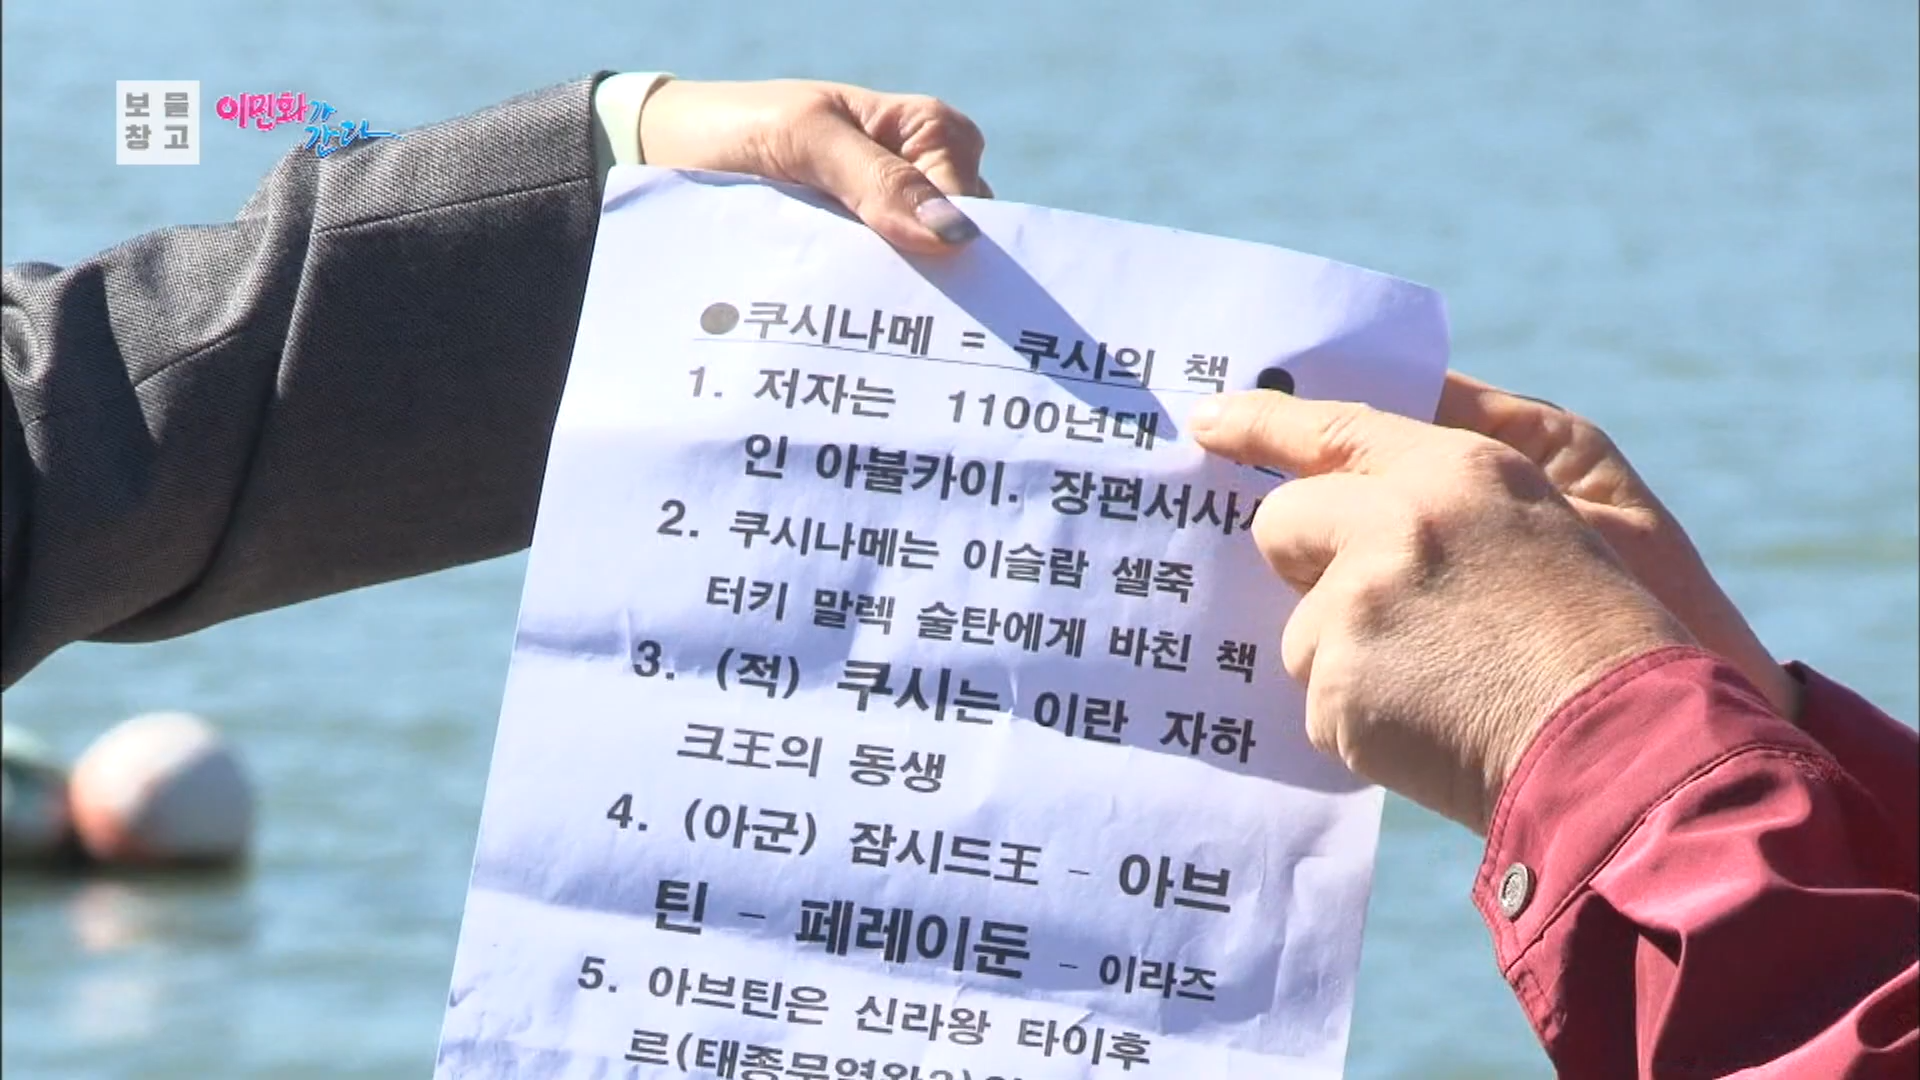 보물
창고
이민화가
간다
●쿠시나메 = 쿠시의 책 ●
1. 저자는 1100년대
인 아불카이. 장편서사
2. 쿠시나메는 이슬람 셀죽
터키 말렉 술탄에게 바친 책
3. (적) 쿠시는 이란 자하
크王의 동생
4. (아군) 잠시드王 - 아브
틴 - 페레이둔 - 이라즈
5. 아브틴은 신라왕 타이후
르(태종무열왕?)